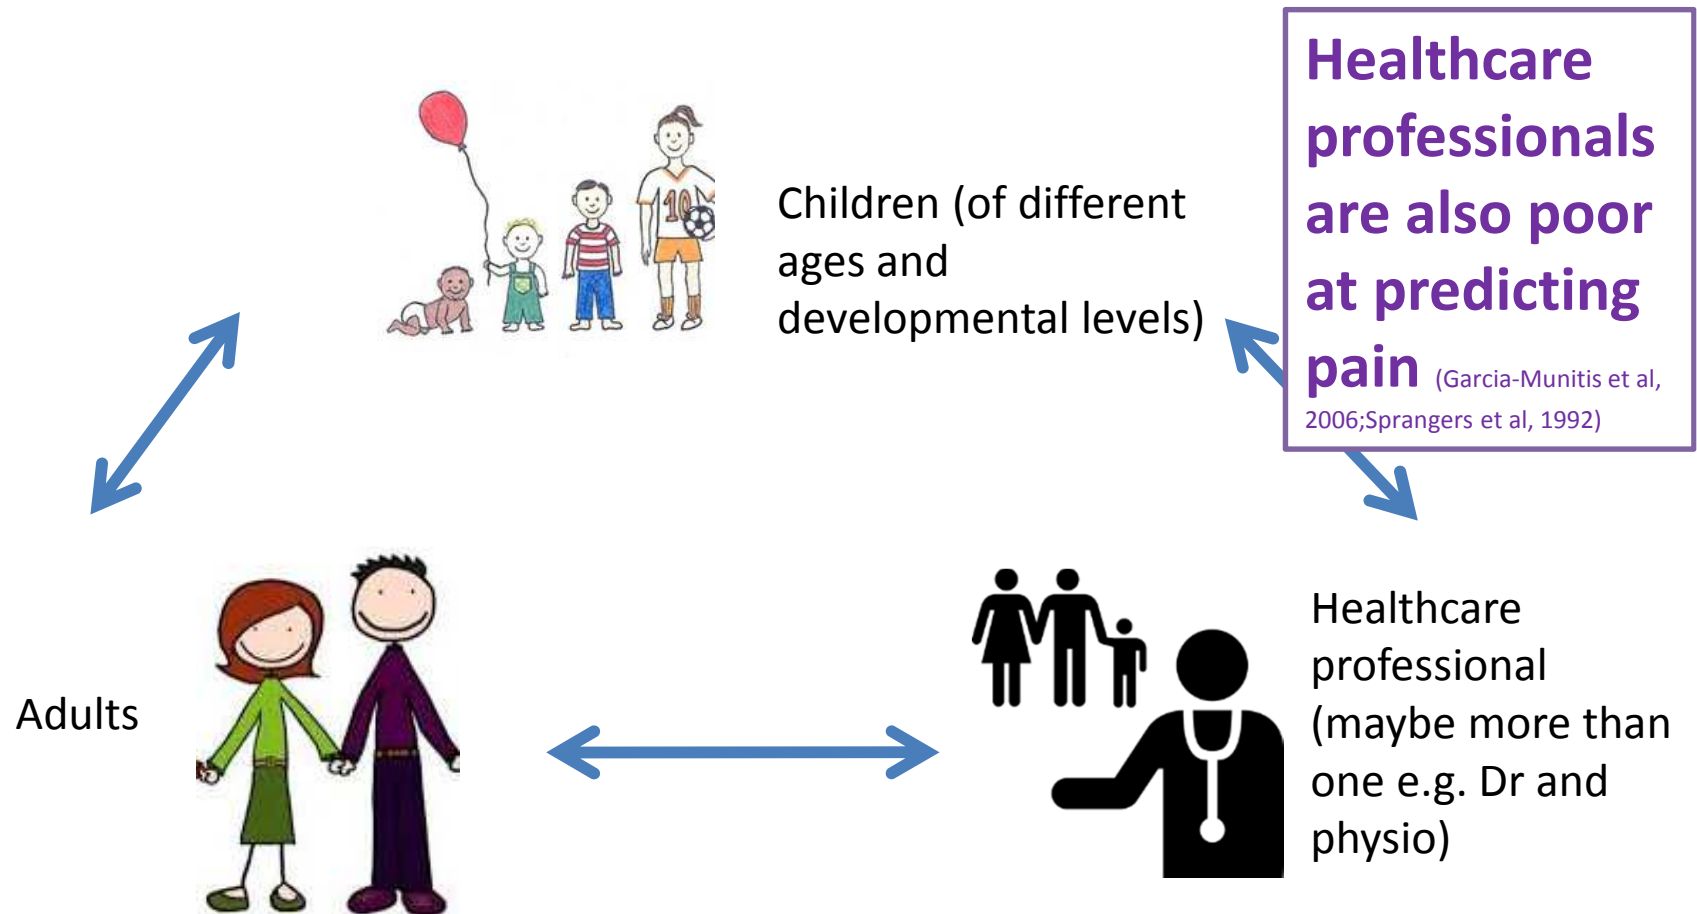 Healthcare
professionals
are also poor
at predicting
pain (Garcia-Munitis et al,
2006;Sprangers et al, 1992)
Children (of different
ages and
developmental levels)
10
Adults
Healthcare
professional
(maybe more than
one e.g. Dr and
physio)